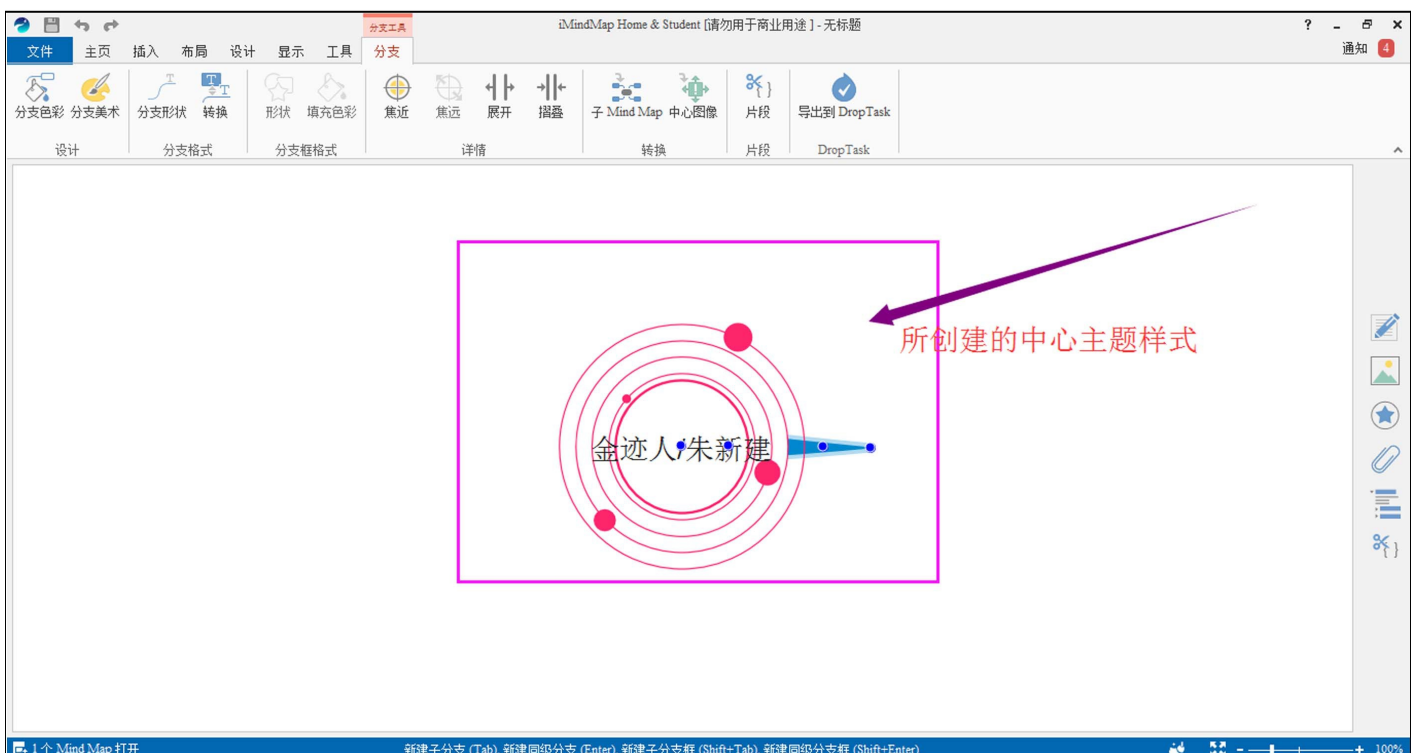 分支工具
iMindMap Home & Student [请勿用于商业用途 ] - 无标题
?
文件 主页 插入 布局 设计 显示 工具 分支
通知 4
分支色彩 分支美术 分支形状 转换 形状 填充色彩 焦近 焦远 展开 摺叠 子 Mind Map 中心图像 片段 导出到 DropTask
设计 分支格式 分支框格式 详情 转换 片段 DropTask
所创建的中心主题样式
金迹人/朱新建
1 个 Mind Map 打开
新建子分支 (Tab) 新建同级分支 (Enter) 新建子分支框 (Shift+Tab) 新建同级分支框 (Shift+Enter)
100%